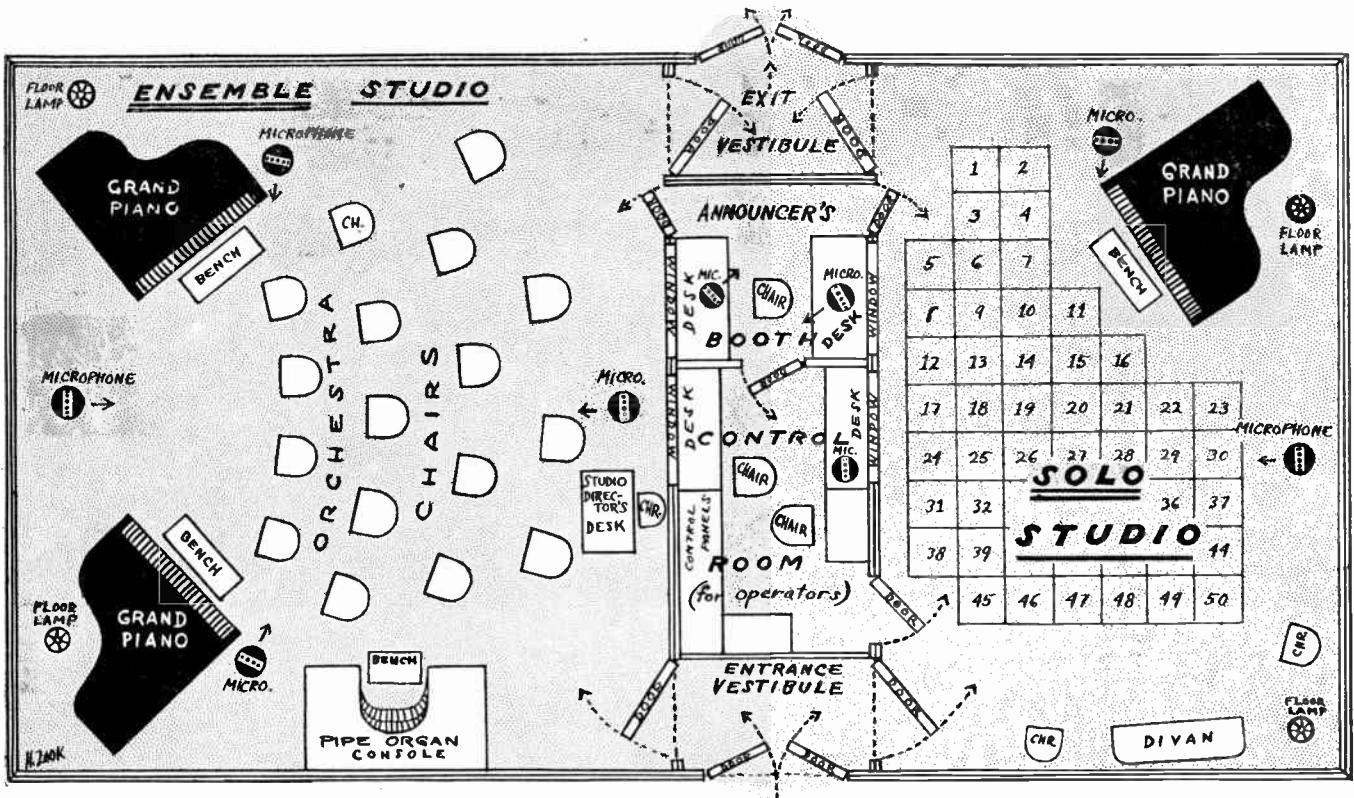 ENSEMBLE STUDIO
FLOOR
LAMP
MICROPHONE
GRAND
PIANO
BENCH
CH.
ORCHESTRA
CHAIRS
MICROPHONE
MICRO.
STUDIO
DIREC-
TOR'S
DESK
CHR.
BENCH
GRAND
PIANO
FLOOR
LAMP
MICRO.
BENCH
PIPE ORGAN
CONSOLE
H. ZOOK
DOOR
DOOR
EXIT
VESTIBULE
DOOR
DOOR
ANNOUNCER'S
BOOTH
DOOR
DOOR
WINDOW
DESK
MIC.
CHAIR
MICRO.
DESK
WINDOW
DOOR
WINDOW
DESK
CONTROL
ROOM
(for operators)
CHAIR
CHAIR
MIC.
DESK
WINDOW
CONTROL
PANELS
DOOR
ENTRANCE
VESTIBULE
DOOR
DOOR
DOOR
DOOR
SOLO
STUDIO
MICRO.
GRAND
PIANO
BENCH
FLOOR
LAMP
MICROPHONE
1 2
3 4
5 6 7
8 9 10 11
12 13 14 15 16
17 18 19 20 21 22 23
24 25 26 27 28 29 30
31 32 36 37
38 39 44
45 46 47 48 49 50
CHR.
CHR.
DIVAN
FLOOR
LAMP